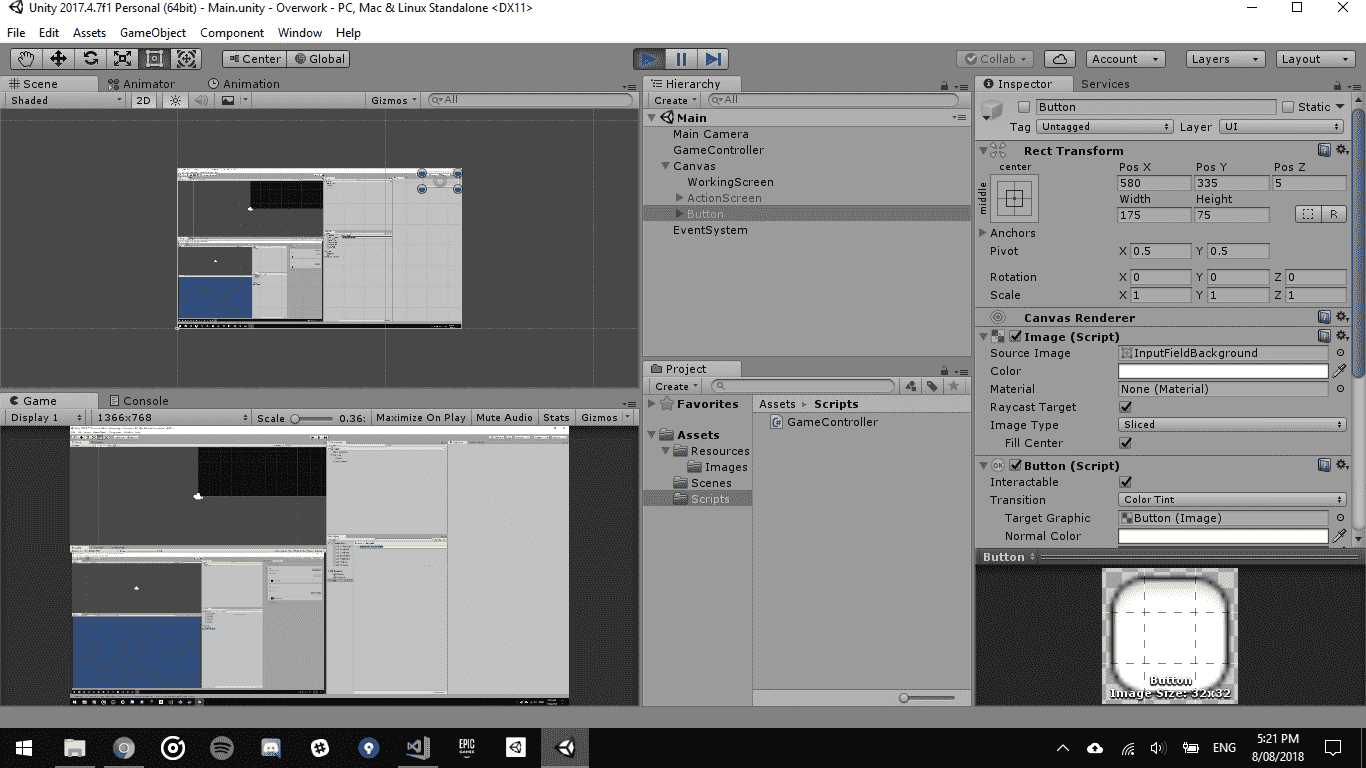 Unity 2017.4.7f1 Personal (64bit) - Main.unity - Overwork - PC, Mac & Linux Standalone <DX11>
File Edit Assets GameObject Component Window Help
Center Global
Collab Account Layers Layout
Scene Animator Animation
Shaded 2D Gizmos All
Hierarchy
Create All
Main
Main Camera
GameController
Canvas
WorkingScreen
ActionScreen
Button
EventSystem
Inspector Services
Button Static
Tag Untagged Layer UI
Rect Transform
center
middle
Pos X Pos Y Pos Z
580 335 5
Width Height
175 75
R
Anchors
Pivot X 0.5 Y 0.5
Rotation X 0 Y 0 Z 0
Scale X 1 Y 1 Z 1
Canvas Renderer
Image (Script)
Source Image InputFieldBackground
Color
Material None (Material)
Raycast Target
Image Type Sliced
Fill Center
OK Button (Script)
Interactable
Transition Color Tint
Target Graphic Button (Image)
Normal Color
Button
Button
Image Size: 32x32
Game Console
Display 1 1366x768 Scale 0.36: Maximize On Play Mute Audio Stats Gizmos
Project
Create
Favorites
Assets
Resources
Images
Scenes
Scripts
Assets Scripts
GameController
EPIC
GAMES
ENG
5:21 PM
8/08/2018